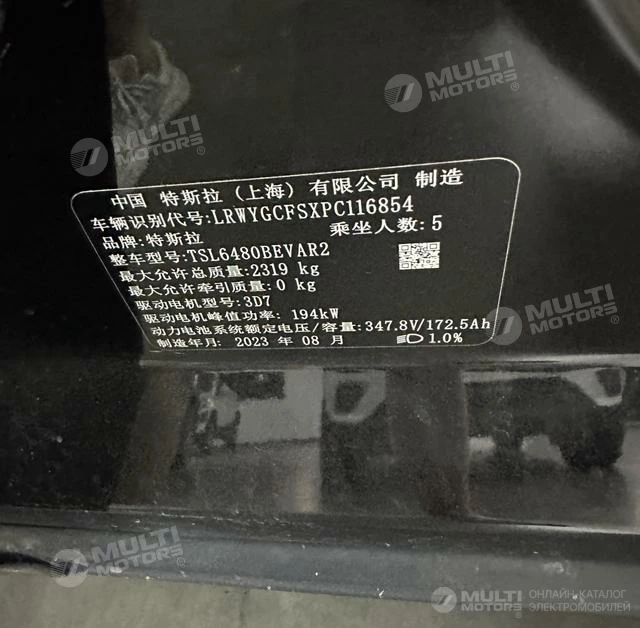 MULTI
MOTORS
MULTI
MOTORS
中国 特斯拉（上海）有限公司 制造
车辆识别代号:LRWYGCFSXPC116854
品牌:特斯拉 乘坐人数:5
整车型号:TSL6480BEVAR2
最大允许总质量:2319 kg
最大允许牵引质量:0 kg
驱动电机型号:3D7
驱动电机峰值功率: 194kW
动力电池系统额定电压/容量:347.8V/172.5Ah
制造年月: 2023 年 08 月 1.0%
MULTI
MOTORS
MULTI
MOTORS
MULTI
MOTORS
ОНЛАЙН-КАТАЛОГ
ЭЛЕКТРОМОБИЛЕЙ